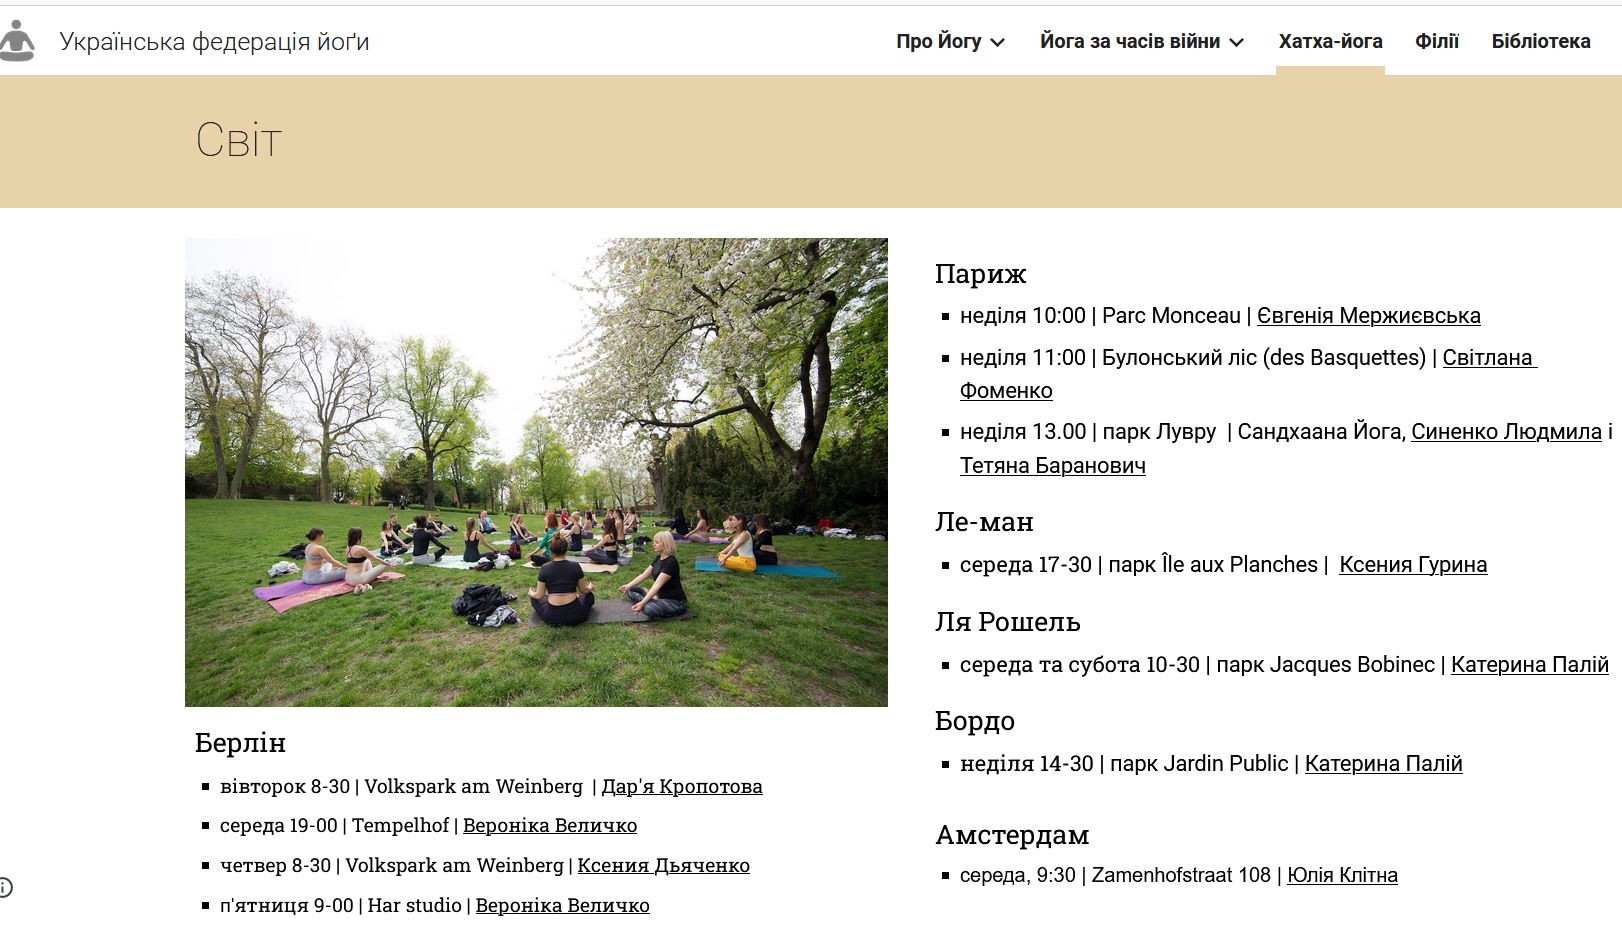 Українська федерація йоґи
Про Йогу
Йога за часів війни
Хатха-йога
Філії
Бібліотека
Світ
Берлін
вівторок 8-30 | Volkspark am Weinberg | Дар'я Кропотова
середа 19-00 | Tempelhof | Вероніка Величко
четвер 8-30 | Volkspark am Weinberg | Ксения Дьяченко
п'ятниця 9-00 | Har studio | Вероніка Величко
Париж
неділя 10:00 | Parc Monceau | Євгенія Мержиєвська
неділя 11:00 | Булонський ліс (des Basquettes) | Світлана
Фоменко
неділя 13.00 | парк Лувру | Сандхаана Йога, Синенко Людмила і
Тетяна Баранович
Ле-ман
середа 17-30 | парк Île aux Planches | Ксения Гурина
Ля Рошель
середа та субота 10-30 | парк Jacques Bobinec | Катерина Палій
Бордо
неділя 14-30 | парк Jardin Public | Катерина Палій
Амстердам
середа, 9:30 | Zamenhofstraat 108 | Юлія Клітна